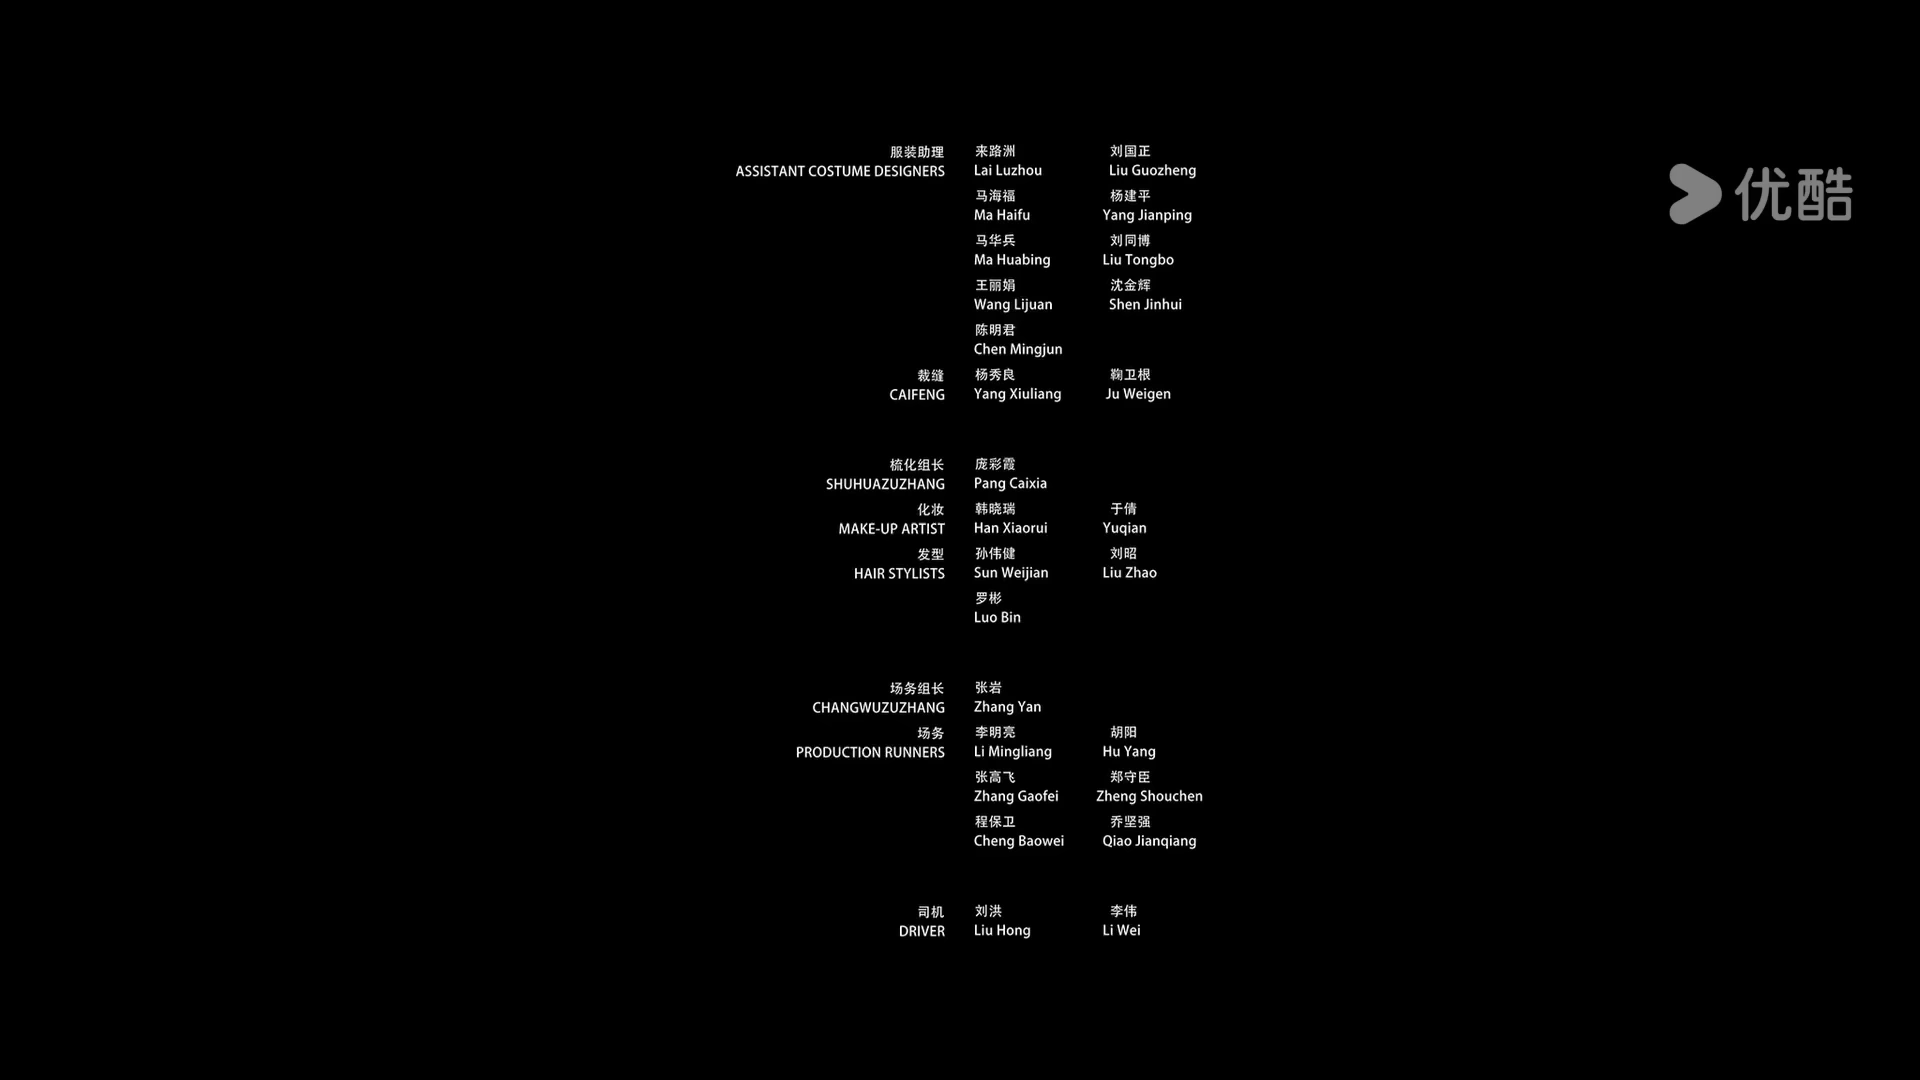 服装助理 来路洲 刘国正
ASSISTANT COSTUME DESIGNERS Lai Luzhou Liu Guozheng
优酷
马海福 杨建平
Ma Haifu Yang Jianping
马华兵 刘同博
Ma Huabing Liu Tongbo
王丽娟 沈金辉
Wang Lijuan Shen Jinhui
陈明君
Chen Mingjun
裁缝 杨秀良 鞠卫根
CAIFENG Yang Xiuliang Ju Weigen
梳化组长 庞彩霞
SHUHUAZUZHANG Pang Caixia
化妆 韩晓瑞 于倩
MAKE-UP ARTIST Han Xiaorui Yuqian
发型 孙伟健 刘昭
HAIR STYLISTS Sun Weijian Liu Zhao
罗彬
Luo Bin
场务组长 张岩
CHANGWUZUZHANG Zhang Yan
场务 李明亮 胡阳
PRODUCTION RUNNERS Li Mingliang Hu Yang
张高飞 郑守臣
Zhang Gaofei Zheng Shouchen
程保卫 乔坚强
Cheng Baowei Qiao Jianqiang
司机 刘洪 李伟
DRIVER Liu Hong Li Wei